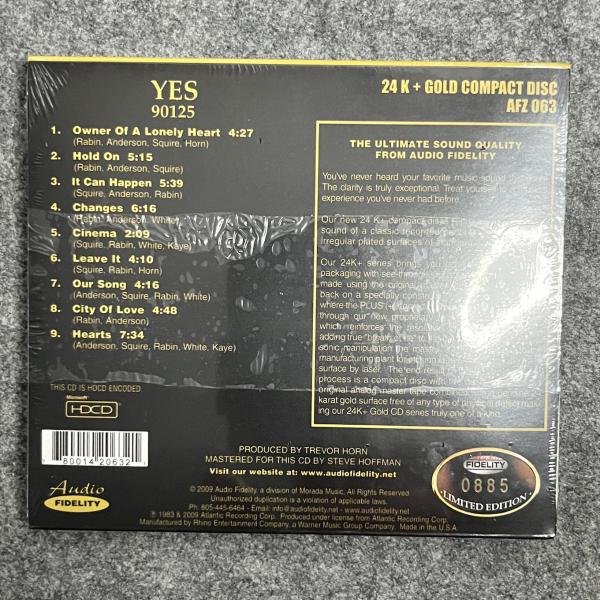 YES
90125
24 K + GOLD COMPACT DISC
AFZ 063
1. Owner Of A Lonely Heart 4:27
(Rabin, Anderson, Squire, Horn)
2. Hold On 5:15
(Rabin, Anderson, Squire)
3. It Can Happen 5:39
(Squire, Anderson, Rabin)
4. Changes 6:16
(Rabin, Anderson, White)
5. Cinema 2:09
(Squire, Rabin, White, Kaye)
6. Leave It 4:10
(Squire, Rabin, Horn)
7. Our Song 4:16
(Anderson, Squire, Rabin, White)
8. City Of Love 4:48
(Rabin, Anderson)
9. Hearts 7:34
(Anderson, Squire, Rabin, White, Kaye)
THE ULTIMATE SOUND QUALITY
FROM AUDIO FIDELITY
You've never heard your favorite music sound
The clarity is truly exceptional. Treat yourself
experience you've never had before.
Our new 24 K+ compact discs
sound of a classic recording
irregular plated surfaces of
Our 24K+ series brings you
packaging with see-through
made using the original
back on a specially
the PLUS
through our new
which reinforces the
adding true
sonic manipulation the
manufacturing plant for
surface by laser. The end result
process is a compact disc with
original analog master tape
karat gold surface free of any type of
ing our 24K+ Gold CD series truly one of a kind.
THIS CD IS HDCD ENCODED.
Microsoft
HDCD
80014 20632
PRODUCED BY TREVOR HORN
MASTERED FOR THIS CD BY STEVE HOFFMAN
Visit our website at: www.audiofidelity.net
AUDIO
FIDELITY
0885
LIMITED EDITION
Audio
FIDELITY
© 2009 Audio Fidelity, a division of Morada Music, All Rights Reserved
Unauthorized duplication is a violation of applicable laws.
Ph: 805-445-6464 - Email: info@audiofidelity.net - www.audiofidelity.net
℗ 1983 & 2009 Atlantic Recording Corp. Produced under license from Atlantic Recording Corp.
Manufactured by Rhino Entertainment Company, a Warner Music Group Company. Made in the U.S.A.